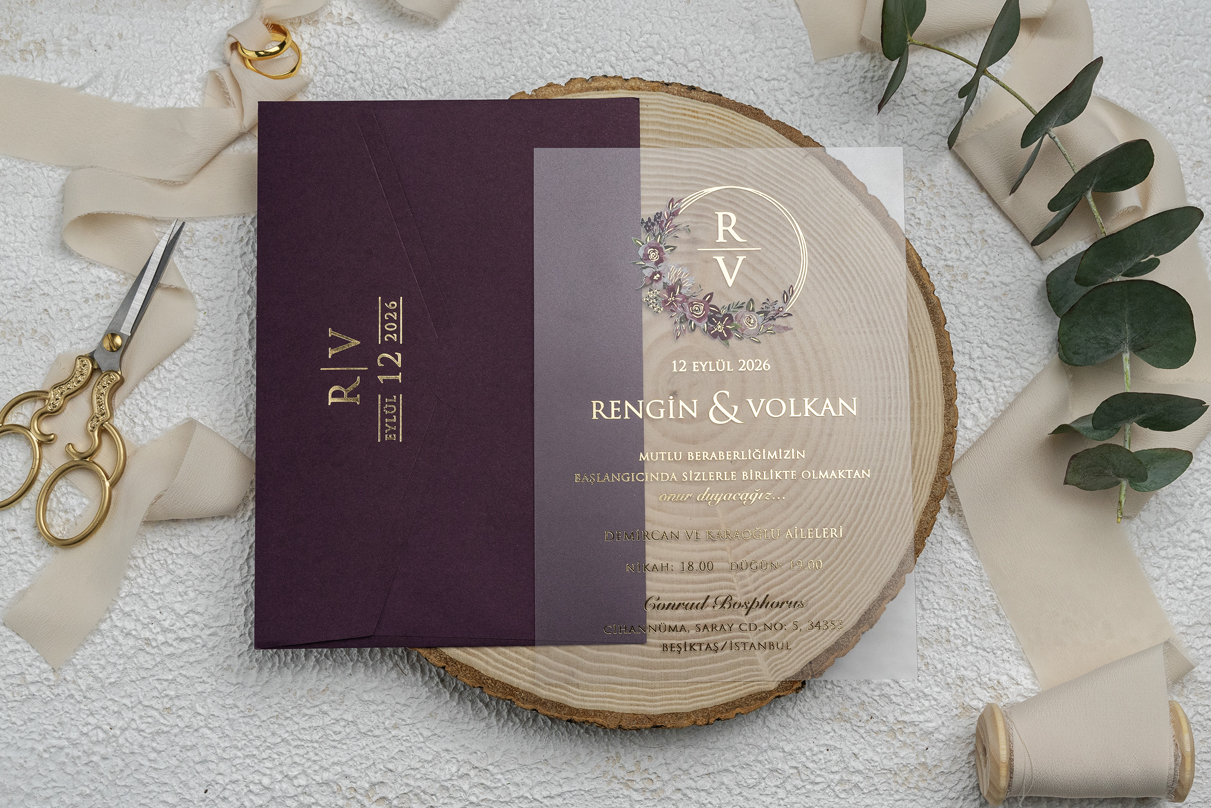 R|V
EYLÜL 12 2026
R
V
12 EYLÜL 2026
RENGİN & VOLKAN
MUTLU BERABERLİĞİMİZİN
BAŞLANGICINDA SİZLERLE BİRLİKTE OLMAKTAN
onur duyacağız...
DEMİRCAN VE KARAOĞLU AİLELERİ
NİKAH: 18.00 DÜĞÜN: 19.00
Conrad Bosphorus
CİHANNÜMA, SARAY CD.NO: 5, 34353
BEŞİKTAŞ/İSTANBUL